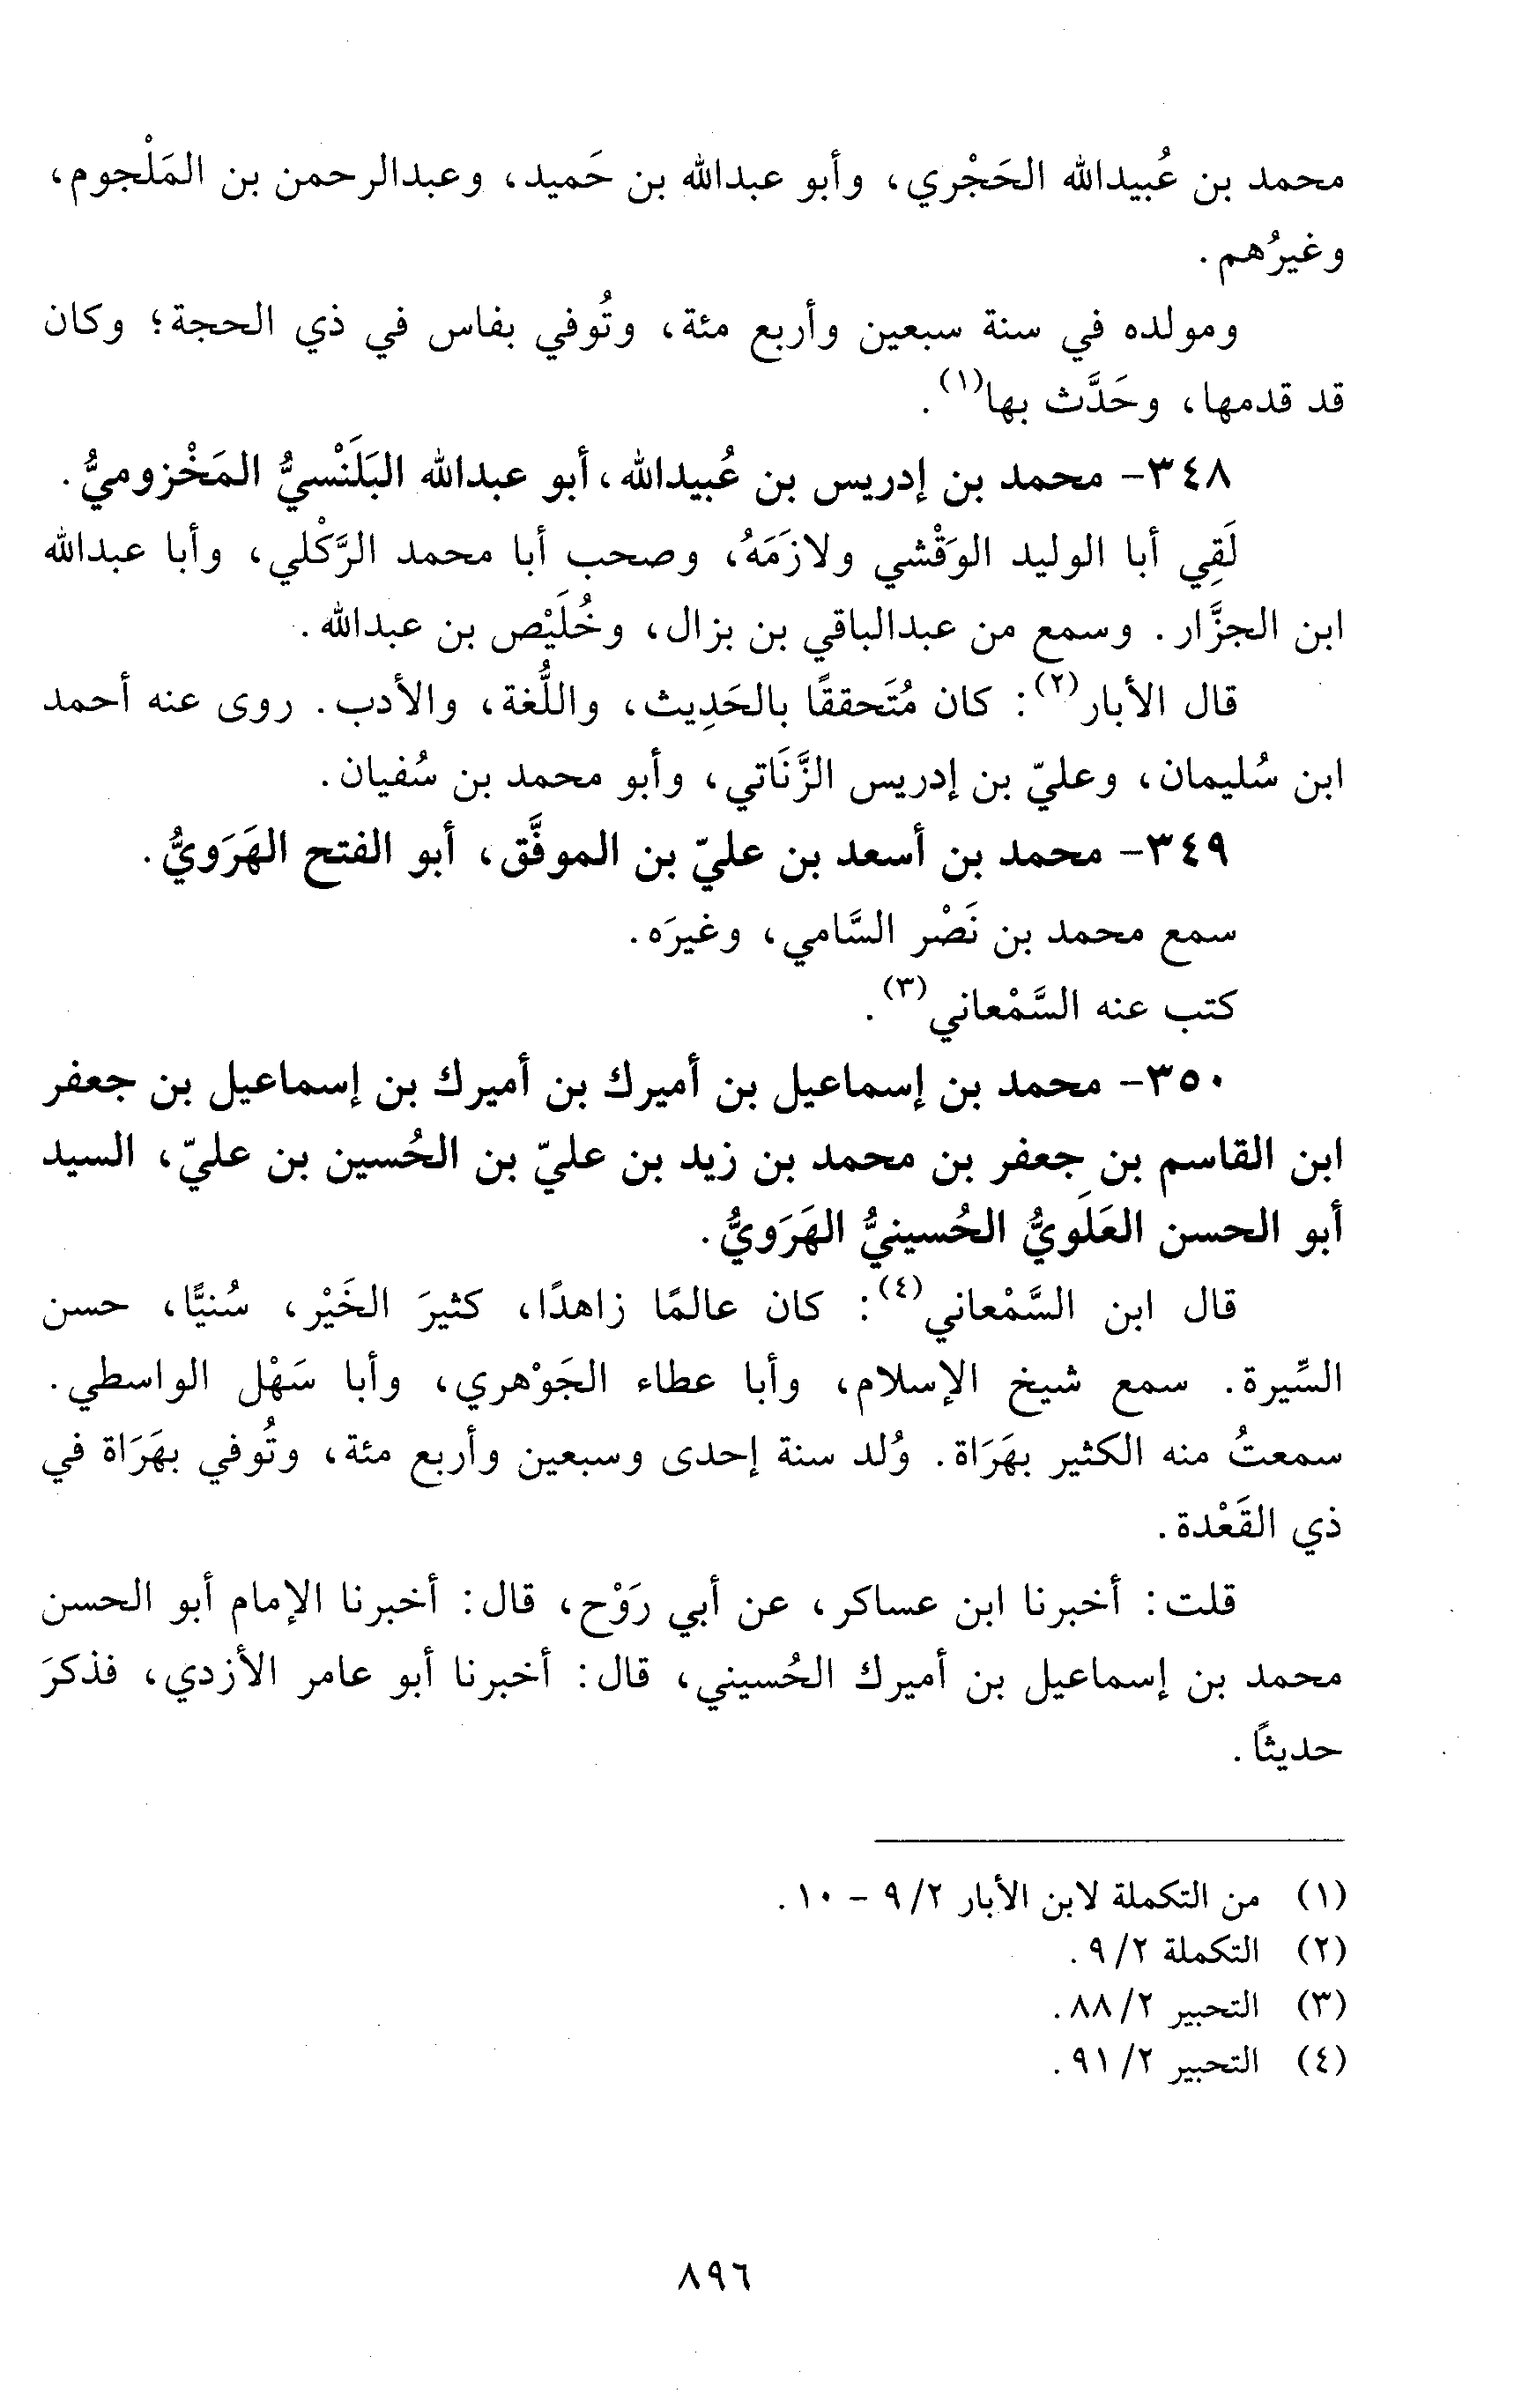 محمد بن عُبيدالله الحَجْري، وأبو عبدالله بن حَميد، وعبدالرحمن بن المَلْجوم،
وغيرُهم.
ومولده في سنة سبعين وأربع مئة، وتُوفي بفاس في ذي الحجة؛ وكان
قد قدمها، وحَدَّث بها(١).
٣٤٨- محمد بن إدريس بن عُبيدالله، أبو عبدالله البَلَنْسيُّ المَخْزوميُّ.
لَقِي أبا الوليد الوَقْشي ولازَمَهُ، وصحب أبا محمد الرَّكْلي، وأبا عبدالله
ابن الجزَّار. وسمع من عبدالباقي بن بزال، وخُلَيْص بن عبدالله.
قال الأبار(٢): كان مُتَحققًا بالحَدِيث، واللُّغة، والأدب. روى عنه أحمد
ابن سُليمان، وعليّ بن إدريس الزَّنَاتي، وأبو محمد بن سُفيان.
٣٤٩- محمد بن أسعد بن عليّ بن الموفَّق، أبو الفتح الهَرَويُّ.
سمع محمد بن نَصْر السَّامي، وغيرَه.
كتب عنه السَّمْعاني(٣).
٣٥٠- محمد بن إسماعيل بن أميرك بن أميرك بن إسماعيل بن جعفر
ابن القاسم بن جعفر بن محمد بن زيد بن عليّ بن الحُسين بن عليّ، السيد
أبو الحسن العَلَويُّ الحُسينيُّ الهَرَويُّ.
قال ابن السَّمْعاني(٤): كان عالمًا زاهدًا، كثيرَ الخَيْر، سُنيًّا، حسن
السِّيرة. سمع شيخ الإسلام، وأبا عطاء الجَوْهري، وأبا سَهْل الواسطي.
سمعتُ منه الكثير بهَرَاة. وُلد سنة إحدى وسبعين وأربع مئة، وتُوفي بهَرَاة في
ذي القَعْدة.
قلت: أخبرنا ابن عساكر، عن أبي رَوْح، قال: أخبرنا الإمام أبو الحسن
محمد بن إسماعيل بن أميرك الحُسيني، قال: أخبرنا أبو عامر الأزدي، فذكرَ
حديثًا.
(١) من التكملة لابن الأبار ٢/ ٩ - ١٠.
(٢) التكملة ٢/ ٩.
(٣) التحبير ٢/ ٨٨.
(٤) التحبير ٢/ ٩١.
٨٩٦